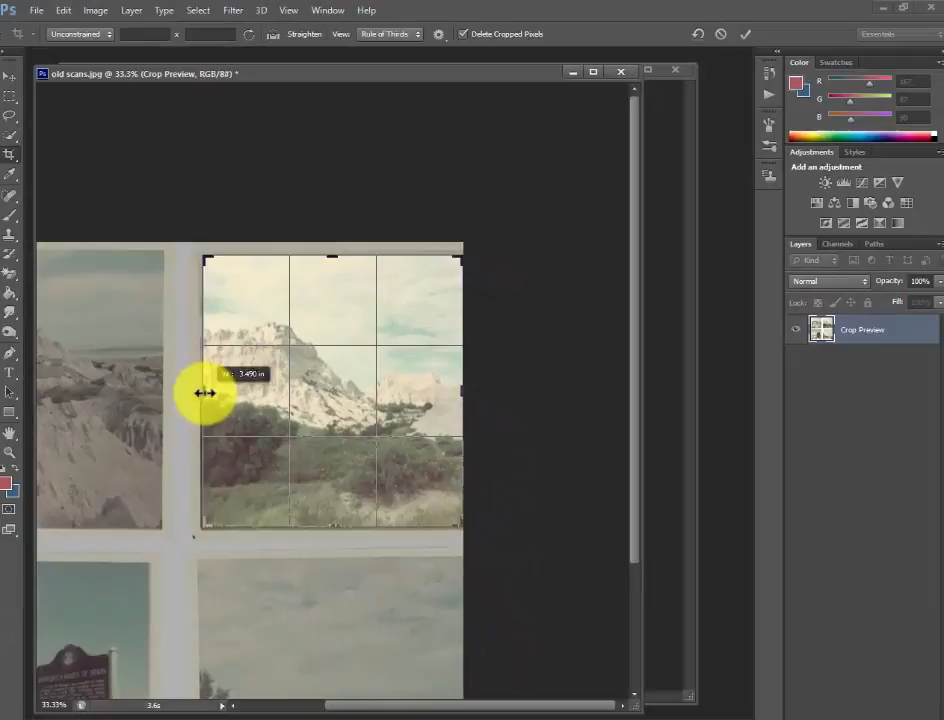 Ps File Edit Image Layer Type Select Filter 3D View Window Help
Unconstrained x Straighten View: Rule of Thirds Delete Cropped Pixels Essentials
old scans.jpg @ 33.3% (Crop Preview, RGB/8#) *
Color Swatches
R
G
B
Adjustments Styles
Add an adjustment
Layers Channels Paths
Kind
Normal Opacity: 100%
Lock: Fill: 100%
Crop Preview
3.490 in
33.33% 3.6s